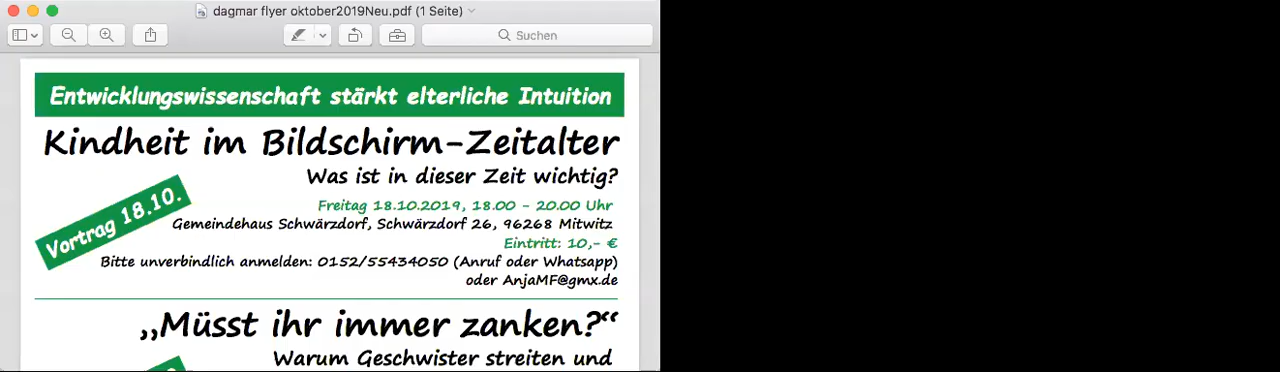 dagmar flyer oktober2019Neu.pdf (1 Seite)
Suchen
Entwicklungswissenschaft stärkt elterliche Intuition
Kindheit im Bildschirm-Zeitalter
Was ist in dieser Zeit wichtig?
Vortrag 18.10.
Freitag 18.10.2019, 18.00 - 20.00 Uhr
Gemeindehaus Schwärzdorf, Schwärzdorf 26, 96268 Mitwitz
Eintritt: 10,- €
Bitte unverbindlich anmelden: 0152/55434050 (Anruf oder Whatsapp)
oder AnjaMF@gmx.de
„Müsst ihr immer zanken?“
Warum Geschwister streiten und